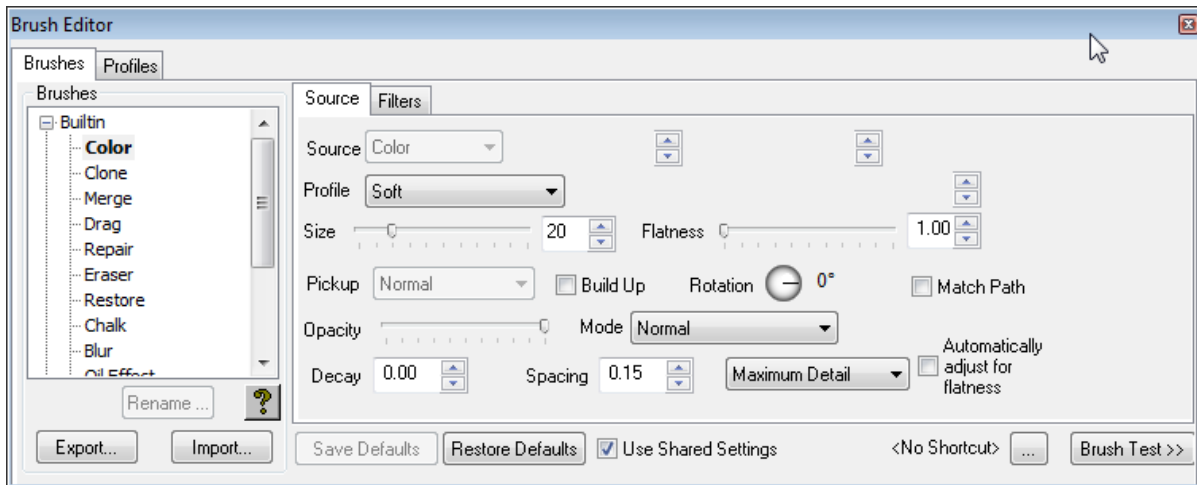 Brush Editor
Brushes Profiles
Brushes
Builtin
Color
Clone
Merge
Drag
Repair
Eraser
Restore
Chalk
Blur
Oil Effect
Rename ...
?
Export... Import...
Source Filters
Source Color
Profile Soft
Size 20 Flatness 1.00
Pickup Normal Build Up Rotation 0° Match Path
Opacity Mode Normal
Decay 0.00 Spacing 0.15 Maximum Detail Automatically
adjust for
flatness
Save Defaults Restore Defaults Use Shared Settings <No Shortcut> ... Brush Test >>